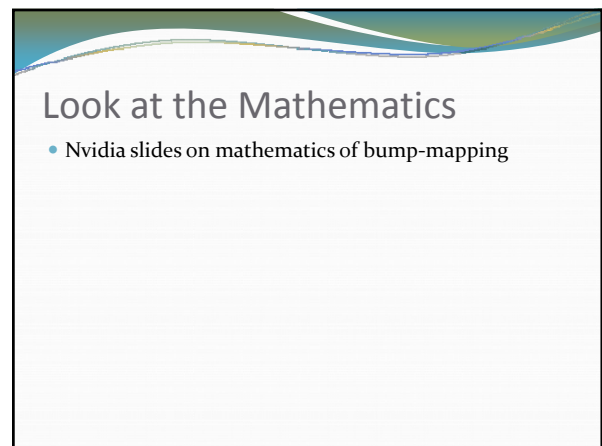 Look at the Mathematics
• Nvidia slides on mathematics of bump-mapping